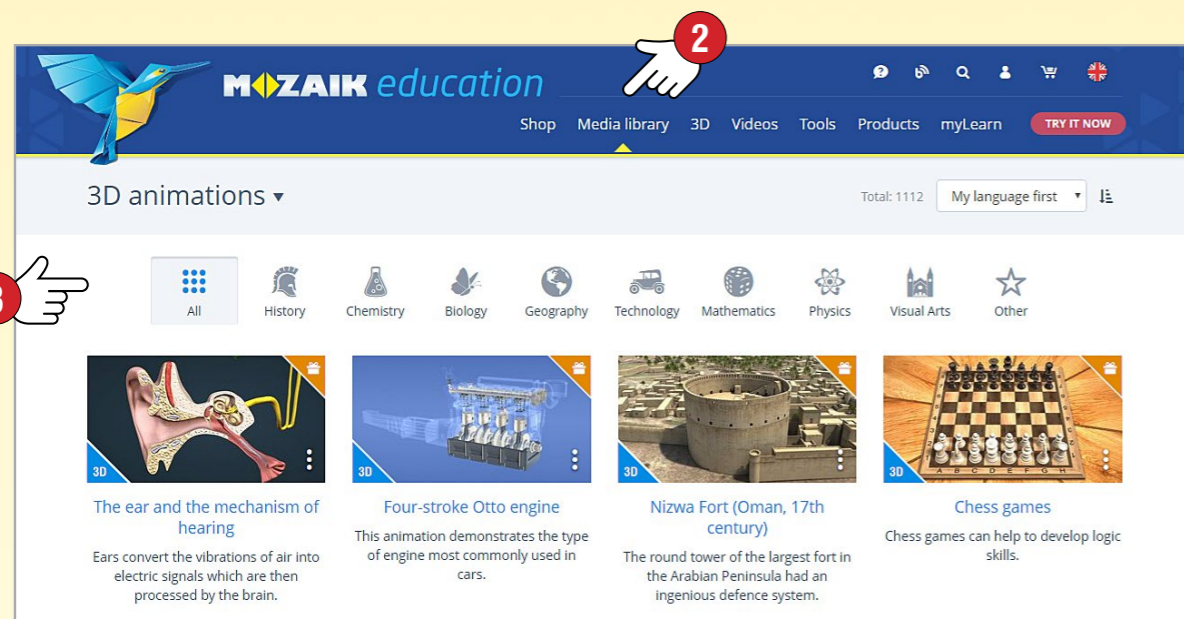 2
MOZAIK education
Shop Media library 3D Videos Tools Products myLearn TRY IT NOW
3D animations
Total: 1112 My language first
All History Chemistry Biology Geography Technology Mathematics Physics Visual Arts Other
3D 3D 3D 3D
A B C D E F G H
The ear and the mechanism of
hearing
Ears convert the vibrations of air into
electric signals which are then
processed by the brain.
Four-stroke Otto engine
This animation demonstrates the type
of engine most commonly used in
cars.
Nizwa Fort (Oman, 17th
century)
The round tower of the largest fort in
the Arabian Peninsula had an
ingenious defence system.
Chess games
Chess games can help to develop logic
skills.